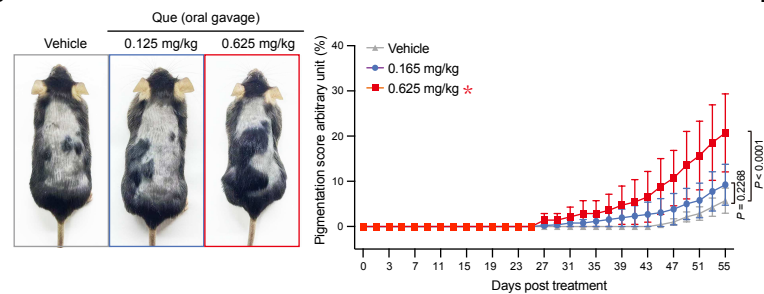 Que (oral gavage)
Vehicle
0.125 mg/kg
0.625 mg/kg
Pigmentation score arbitrary unit (%)
40
30
20
10
0
Vehicle
0.165 mg/kg
0.625 mg/kg *
P = 0.2268
P < 0.0001
0 3 7 11 15 19 23 27 31 35 39 43 47 51 55
Days post treatment